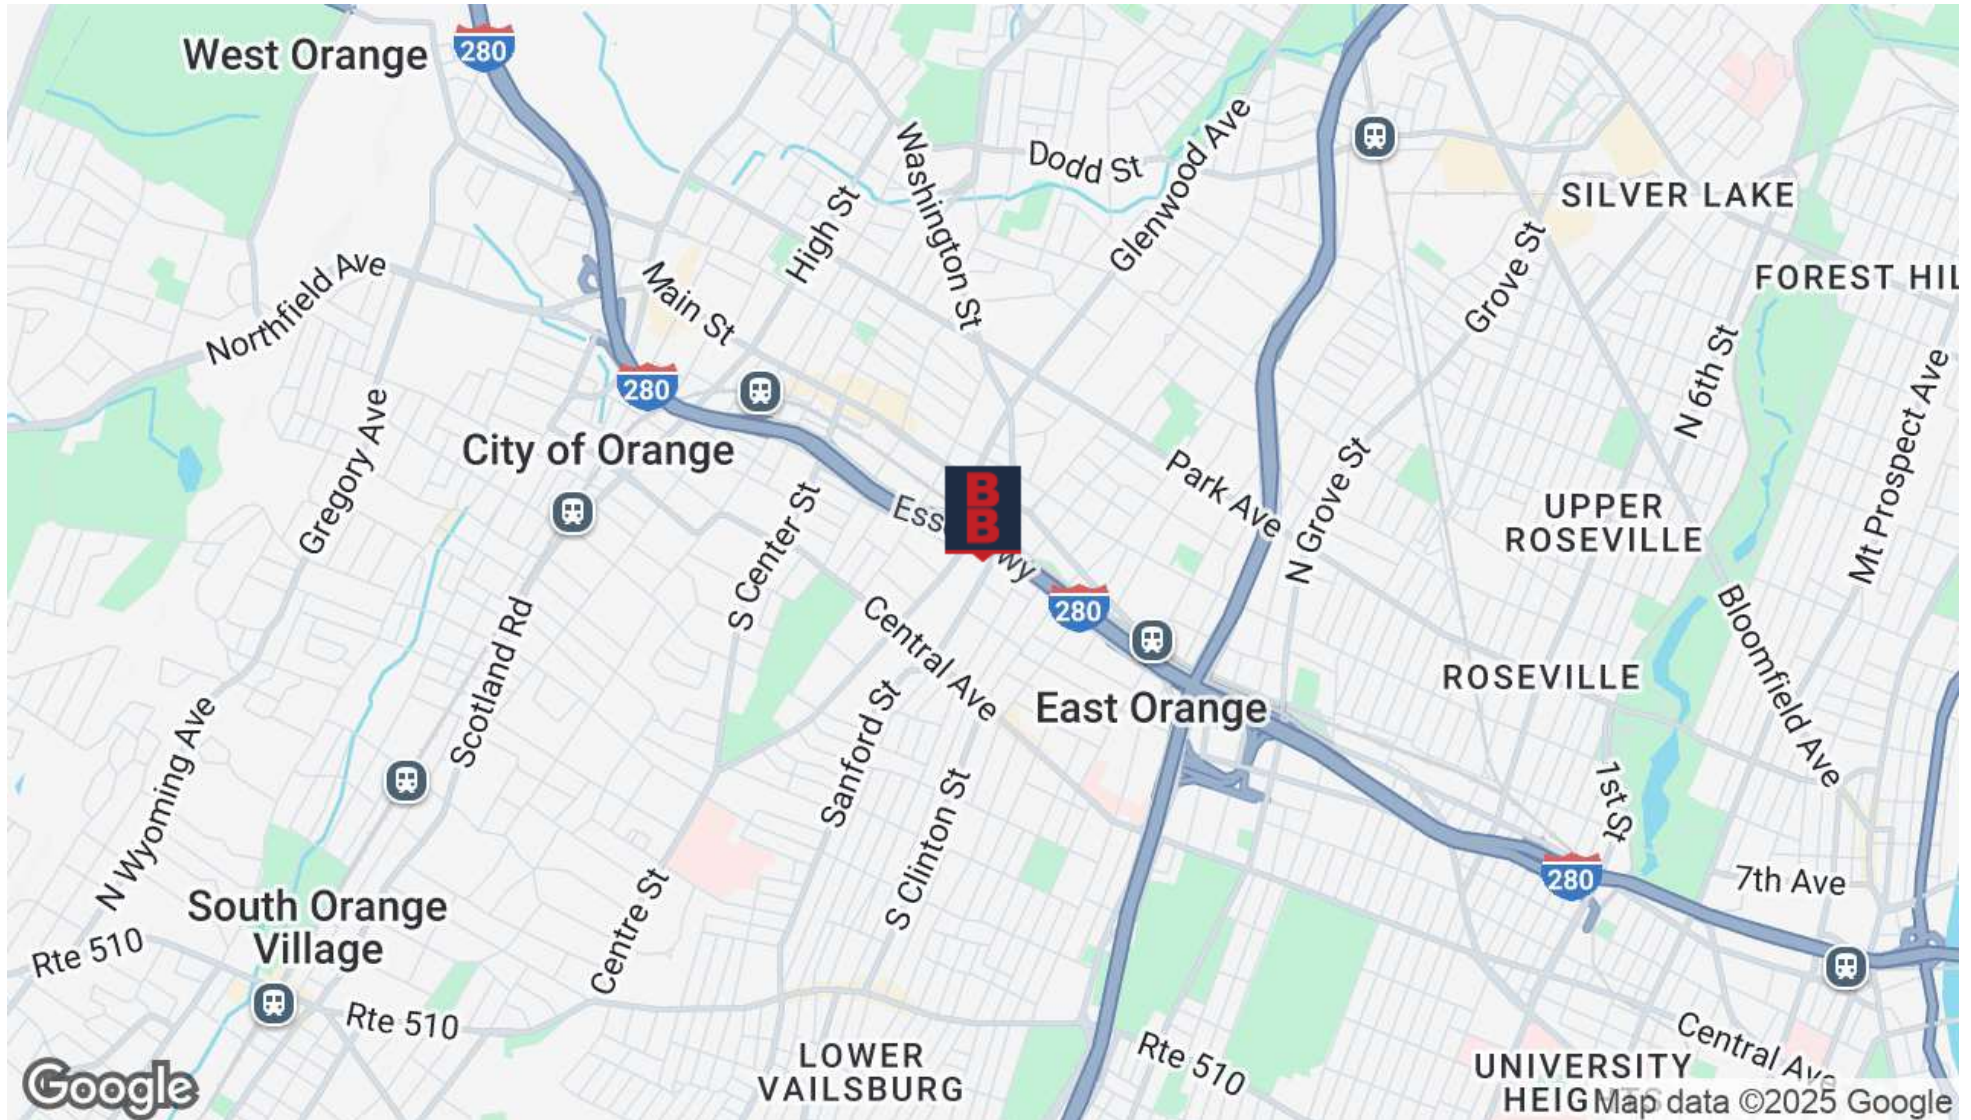 West Orange
280
Washington St
Dodd St
Glenwood Ave
SILVER LAKE
High St
Grove St
FOREST HIL
Northfield Ave
Main St
N 6th St
Mt Prospect Ave
280
Gregory Ave
City of Orange
Park Ave
N Grove St
UPPER
ROSEVILLE
B
B
Ess
wy
S Center St
280
Central Ave
Bloomfield Ave
Scotland Rd
ROSEVILLE
East Orange
Sanford St
N Wyoming Ave
1st St
S Clinton St
280
7th Ave
South Orange
Village
Centre St
Rte 510
Rte 510
Rte 510
Central Ave
LOWER
VAILSBURG
UNIVERSITY
HEIG
Google
Map data ©2025 Google